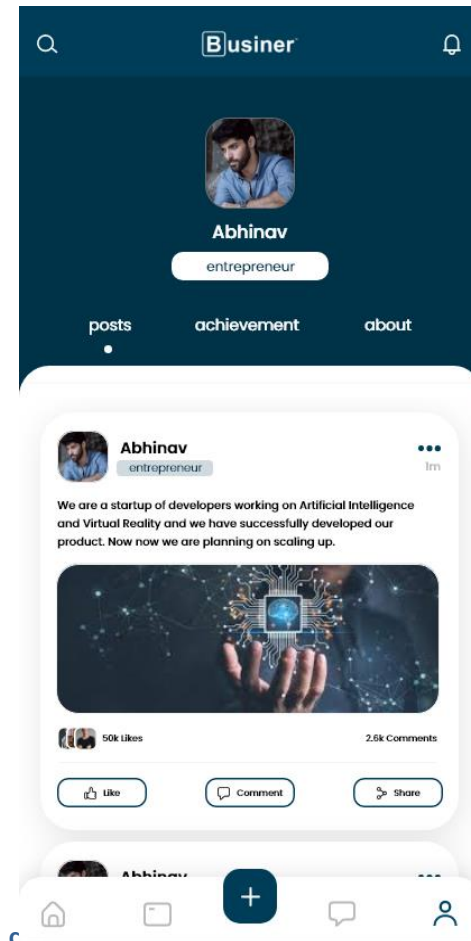 Businer
Abhinav
entrepreneur
posts achievement about
Abhinav
entrepreneur
1m
We are a startup of developers working on Artificial Intelligence
and Virtual Reality and we have successfully developed our
product. Now now we are planning on scaling up.
50k Likes 2.6k Comments
Like Comment Share
Abhinav